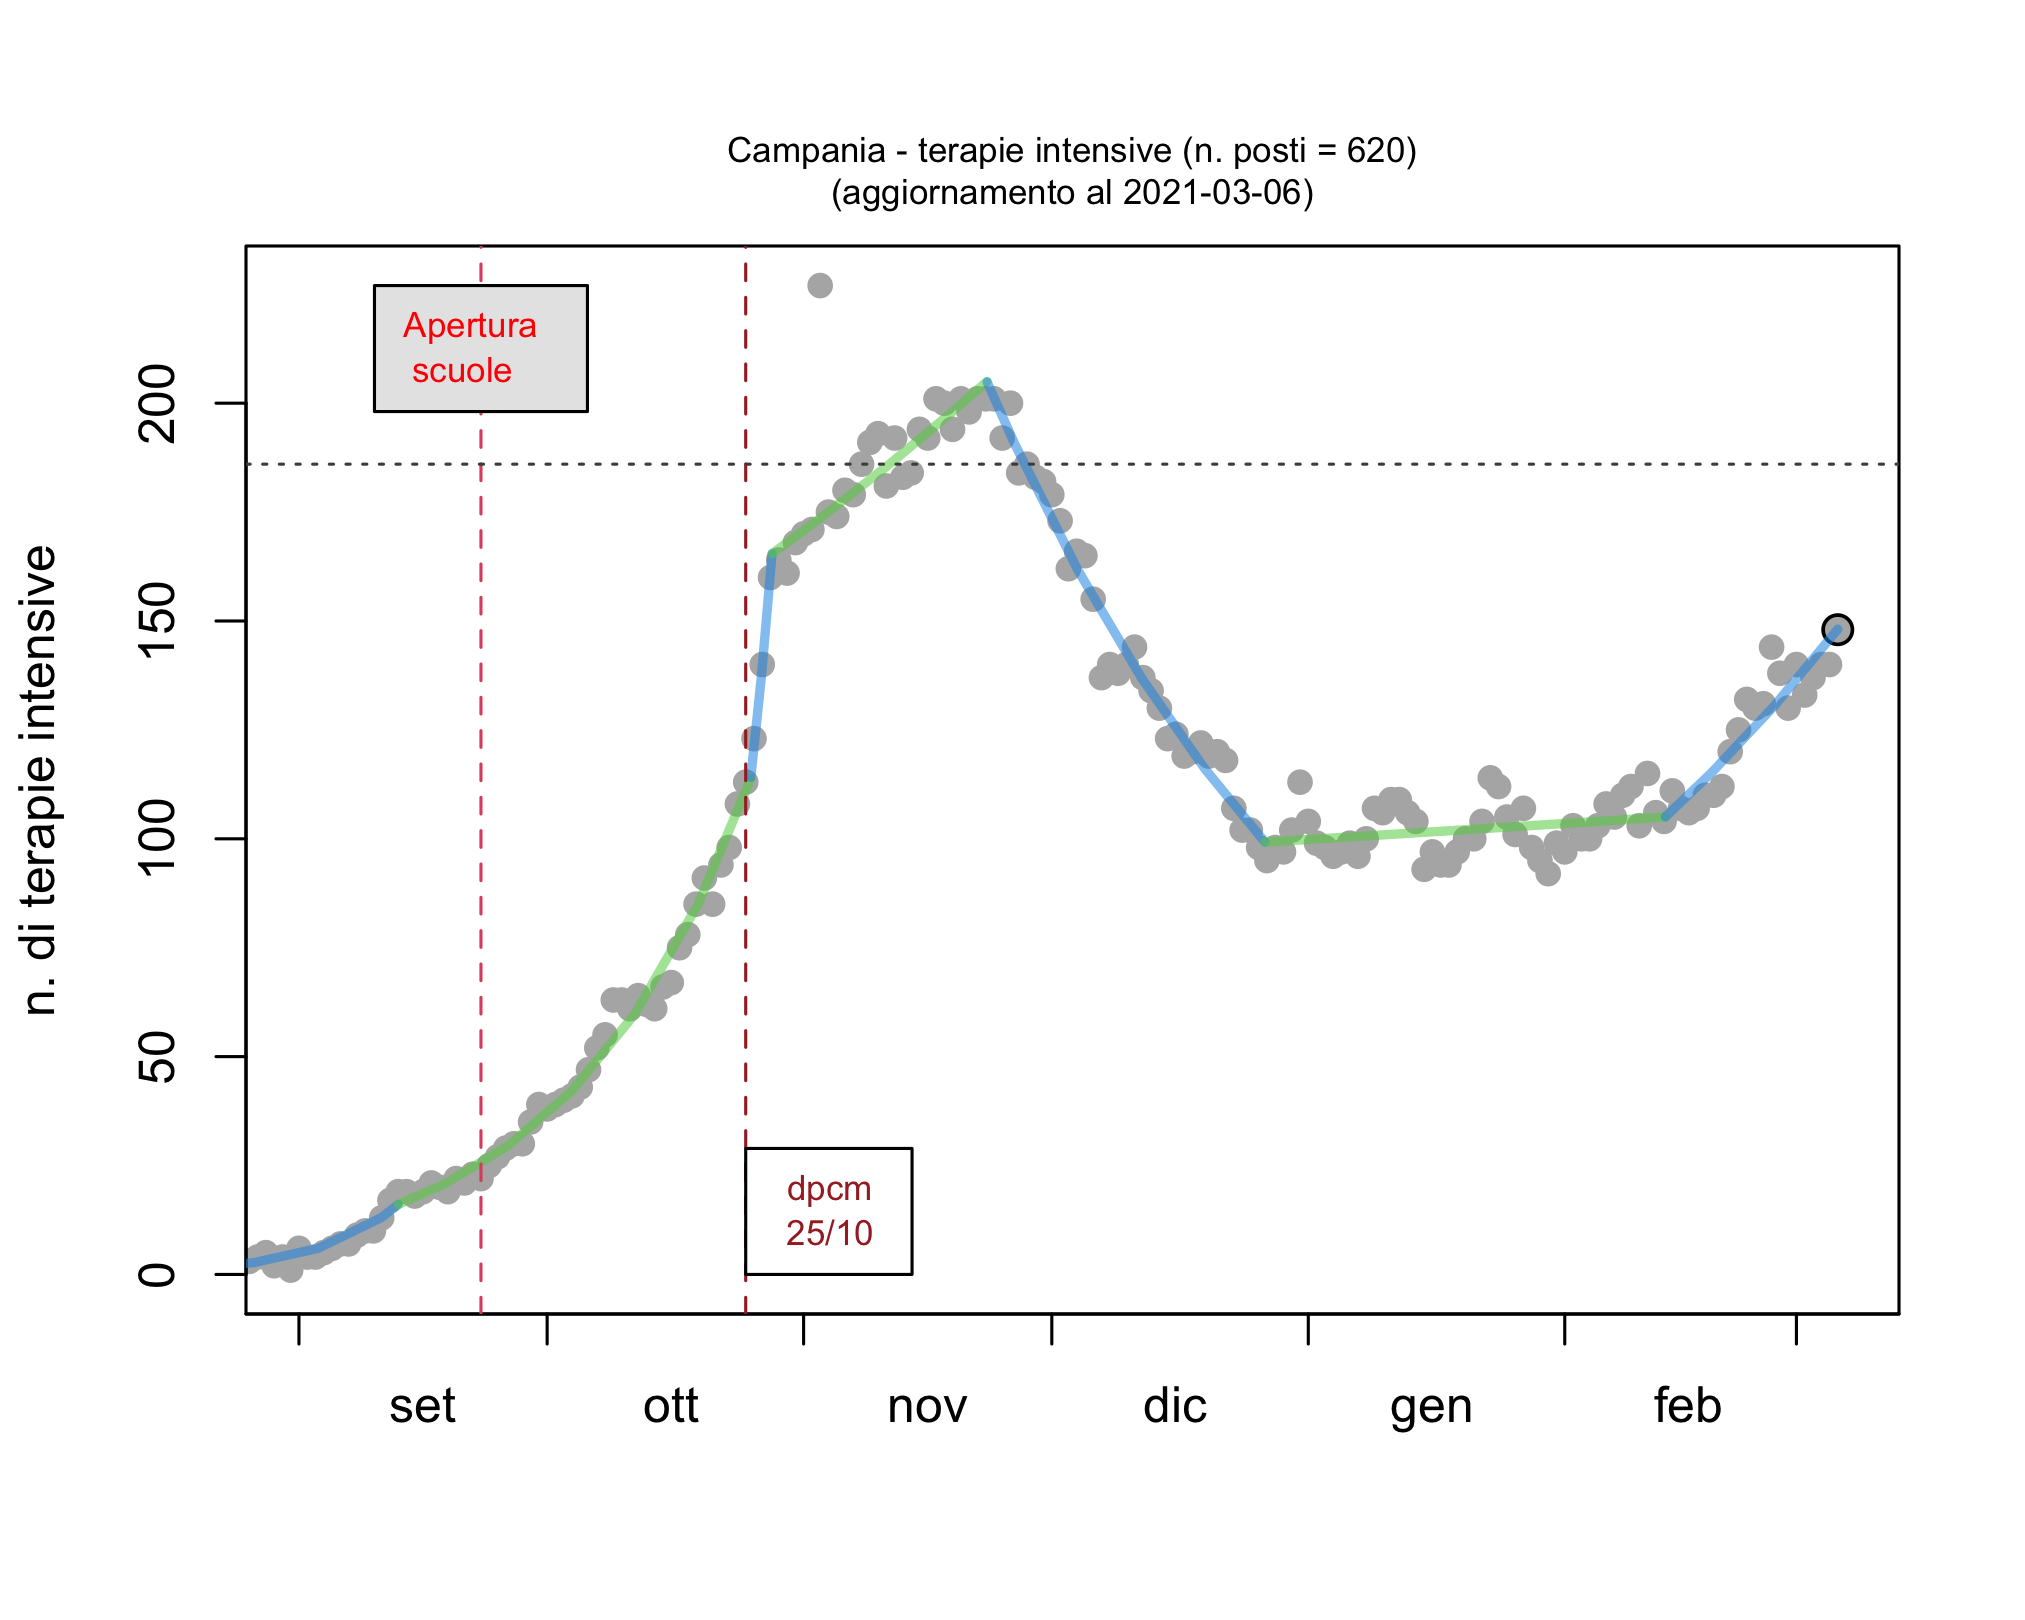 Campania - terapie intensive (n. posti = 620)
(aggiornamento al 2021-03-06)
n. di terapie intensive
200
150
100
50
0
Apertura
scuole
dpcm
25/10
set ott nov dic gen feb